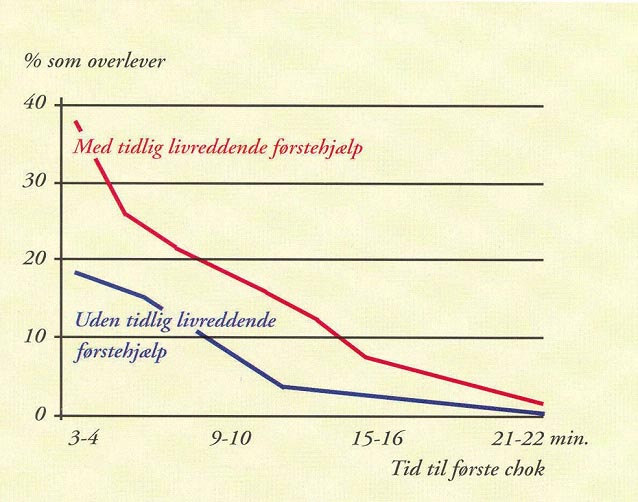 % som overlever
40
Med tidlig livreddende førstehjælp
30
20
Uden tidlig livreddende
førstehjælp
10
0
3-4 9-10 15-16 21-22 min.
Tid til første chok